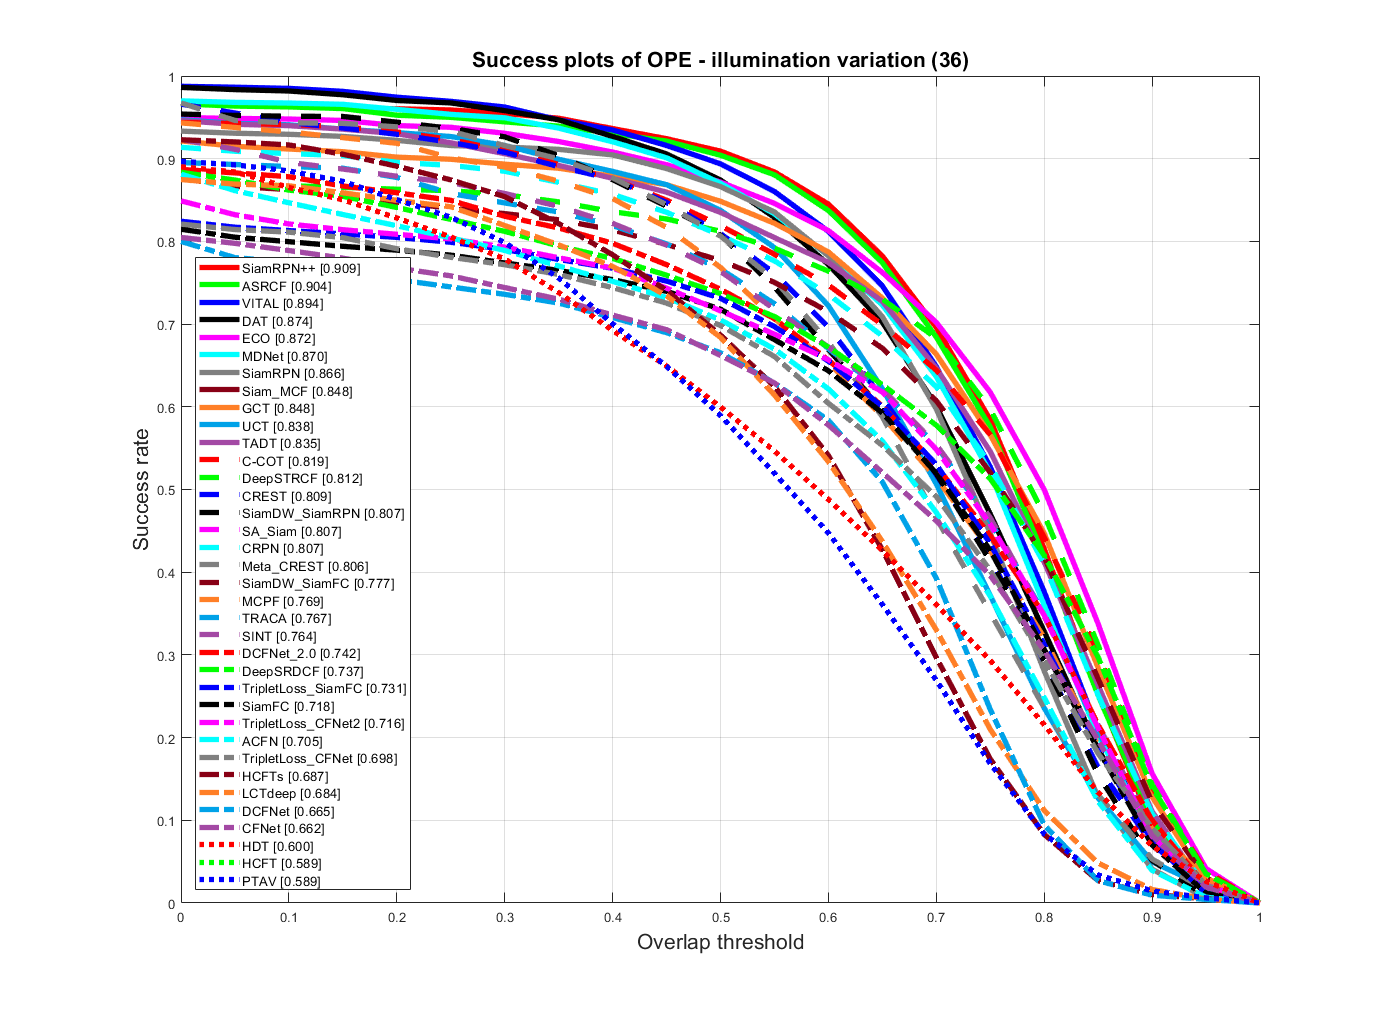 Success plots of OPE - illumination variation (36)
1
0.9
0.8
0.7
0.6
0.5
0.4
0.3
0.2
0.1
0
Success rate
SiamRPN++ [0.909]
ASRCF [0.904]
VITAL [0.894]
DAT [0.874]
ECO [0.872]
MDNet [0.870]
SiamRPN [0.866]
Siam_MCF [0.848]
GCT [0.848]
UCT [0.838]
TADT [0.835]
C-COT [0.819]
DeepSTRCF [0.812]
CREST [0.809]
SiamDW_SiamRPN [0.807]
SA_Siam [0.807]
CRPN [0.807]
Meta_CREST [0.806]
SiamDW_SiamFC [0.777]
MCPF [0.769]
TRACA [0.767]
SINT [0.764]
DCFNet_2.0 [0.742]
DeepSRDCF [0.737]
TripletLoss_SiamFC [0.731]
SiamFC [0.718]
TripletLoss_CFNet2 [0.716]
ACFN [0.705]
TripletLoss_CFNet [0.698]
HCFTs [0.687]
LCTdeep [0.684]
DCFNet [0.665]
CFNet [0.662]
HDT [0.600]
HCFT [0.589]
PTAV [0.589]
0 0.1 0.2 0.3 0.4 0.5 0.6 0.7 0.8 0.9 1
Overlap threshold